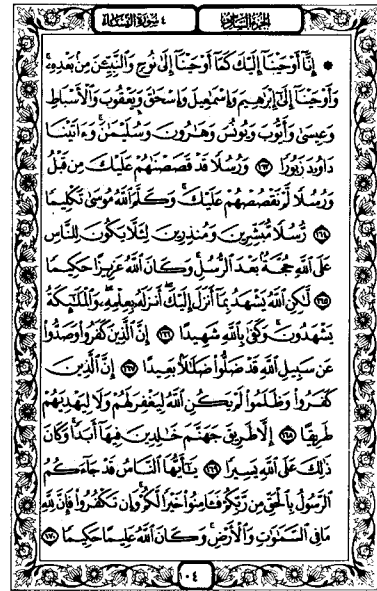 الجزء السادس ٤ سورة النساء
* إِنَّآ أَوْحَيْنَآ إِلَيْكَ كَمَآ أَوْحَيْنَآ إِلَىٰ نُوحٍ وَٱلنَّبِيِّـۧنَ مِنۢ بَعْدِهِۦ
وَأَوْحَيْنَآ إِلَىٰٓ إِبْرَٰهِيمَ وَإِسْمَٰعِيلَ وَإِسْحَٰقَ وَيَعْقُوبَ وَٱلْأَسْبَاطِ
وَعِيسَىٰ وَأَيُّوبَ وَيُونُسَ وَهَٰرُونَ وَسُلَيْمَٰنَ وَءَاتَيْنَا
دَاوُۥدَ زَبُورًا ١٦٣ وَرُسُلًا قَدْ قَصَصْنَٰهُمْ عَلَيْكَ مِن قَبْلُ
وَرُسُلًا لَّمْ نَقْصُصْهُمْ عَلَيْكَ وَكَلَّمَ ٱللَّهُ مُوسَىٰ تَكْلِيمًا
١٦٤ رُّسُلًا مُّبَشِّرِينَ وَمُنذِرِينَ لِئَلَّا يَكُونَ لِلنَّاسِ
عَلَى ٱللَّهِ حُجَّةٌۢ بَعْدَ ٱلرُّسُلِ وَكَانَ ٱللَّهُ عَزِيزًا حَكِيمًا
١٦٥ لَّٰكِنِ ٱللَّهُ يَشْهَدُ بِمَآ أَنزَلَ إِلَيْكَ أَنزَلَهُۥ بِعِلْمِهِۦ وَٱلْمَلَٰٓئِكَةُ
يَشْهَدُونَ وَكَفَىٰ بِٱللَّهِ شَهِيدًا ١٦٦ إِنَّ ٱلَّذِينَ كَفَرُوا۟ وَصَدُّوا۟
عَن سَبِيلِ ٱللَّهِ قَدْ ضَلُّوا۟ ضَلَٰلًۢا بَعِيدًا ١٦٧ إِنَّ ٱلَّذِينَ
كَفَرُوا۟ وَظَلَمُوا۟ لَمْ يَكُنِ ٱللَّهُ لِيَغْفِرَ لَهُمْ وَلَا لِيَهْدِيَهُمْ
طَرِيقًا ١٦٨ إِلَّا طَرِيقَ جَهَنَّمَ خَٰلِدِينَ فِيهَآ أَبَدًا وَكَانَ
ذَٰلِكَ عَلَى ٱللَّهِ يَسِيرًا ١٦٩ يَٰٓأَيُّهَا ٱلنَّاسُ قَدْ جَآءَكُمُ
ٱلرَّسُولُ بِٱلْحَقِّ مِن رَّبِّكُمْ فَـَٔامِنُوا۟ خَيْرًا لَّكُمْ وَإِن تَكْفُرُوا۟ فَإِنَّ لِلَّهِ
مَا فِى ٱلسَّمَٰوَٰتِ وَٱلْأَرْضِ وَكَانَ ٱللَّهُ عَلِيمًا حَكِيمًا ١٧٠
١٠٤